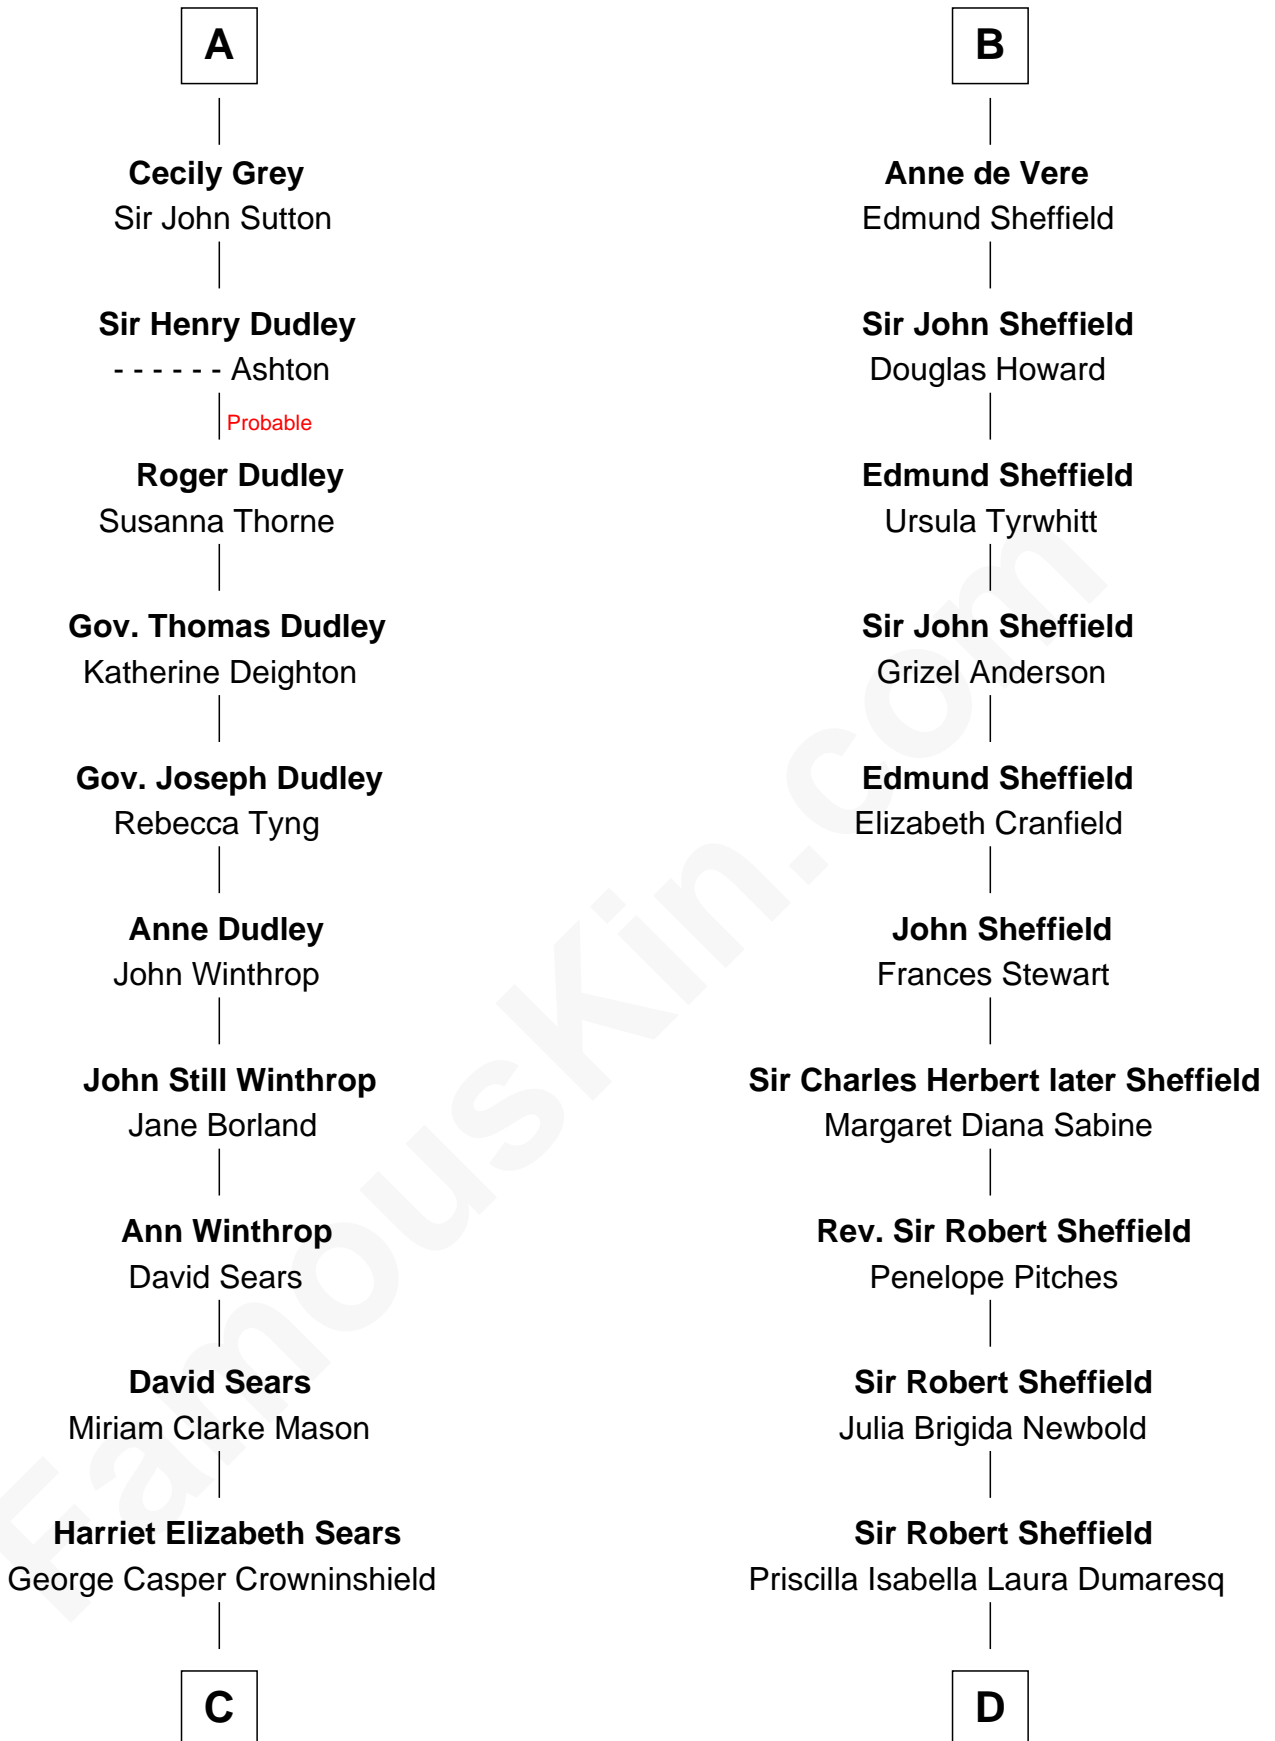 A
Cecily Grey
Sir John Sutton
Sir Henry Dudley
- - - - - - Ashton
Probable
Roger Dudley
Susanna Thorne
Gov. Thomas Dudley
Katherine Deighton
Gov. Joseph Dudley
Rebecca Tyng
Anne Dudley
John Winthrop
John Still Winthrop
Jane Borland
Ann Winthrop
David Sears
David Sears
Miriam Clarke Mason
Harriet Elizabeth Sears
George Casper Crowninshield
C
B
Anne de Vere
Edmund Sheffield
Sir John Sheffield
Douglas Howard
Edmund Sheffield
Ursula Tyrwhitt
Sir John Sheffield
Grizel Anderson
Edmund Sheffield
Elizabeth Cranfield
John Sheffield
Frances Stewart
Sir Charles Herbert later Sheffield
Margaret Diana Sabine
Rev. Sir Robert Sheffield
Penelope Pitches
Sir Robert Sheffield
Julia Brigida Newbold
Sir Robert Sheffield
Priscilla Isabella Laura Dumaresq
D
FamousKin.com